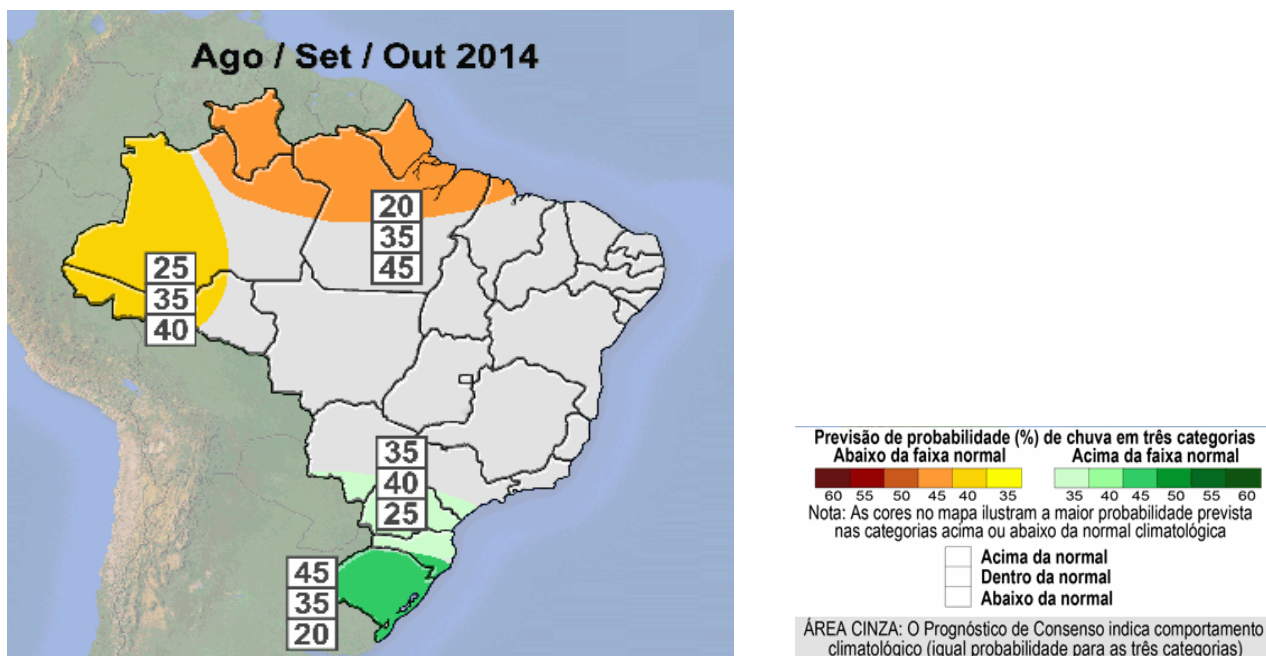 Ago / Set / Out 2014
20
35
45
25
35
40
35
40
25
45
35
20
Previsão de probabilidade (%) de chuva em três categorias
Abaixo da faixa normal Acima da faixa normal
60 55 50 45 40 35 35 40 45 50 55 60
Nota: As cores no mapa ilustram a maior probabilidade prevista
nas categorias acima ou abaixo da normal climatológica
Acima da normal
Dentro da normal
Abaixo da normal
ÁREA CINZA: O Prognóstico de Consenso indica comportamento
climatológico (igual probabilidade para as três categorias)